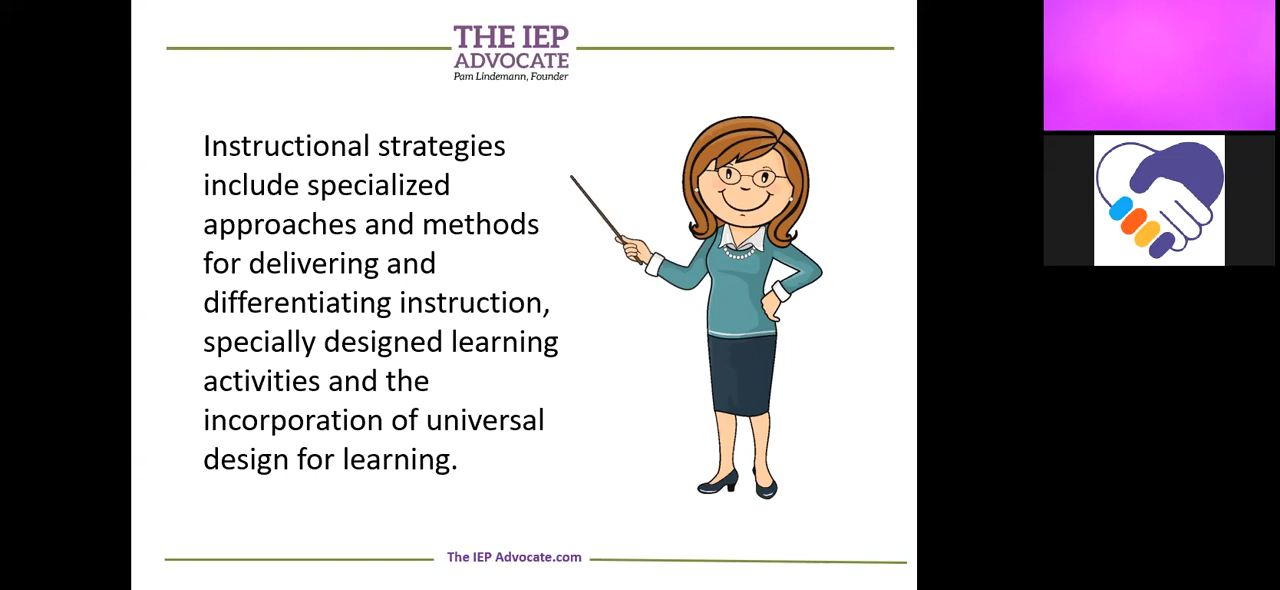 THE IEP
ADVOCATE
Pam Lindemann, Founder
Instructional strategies
include specialized
approaches and methods
for delivering and
differentiating instruction,
specially designed learning
activities and the
incorporation of universal
design for learning.
The IEP Advocate.com